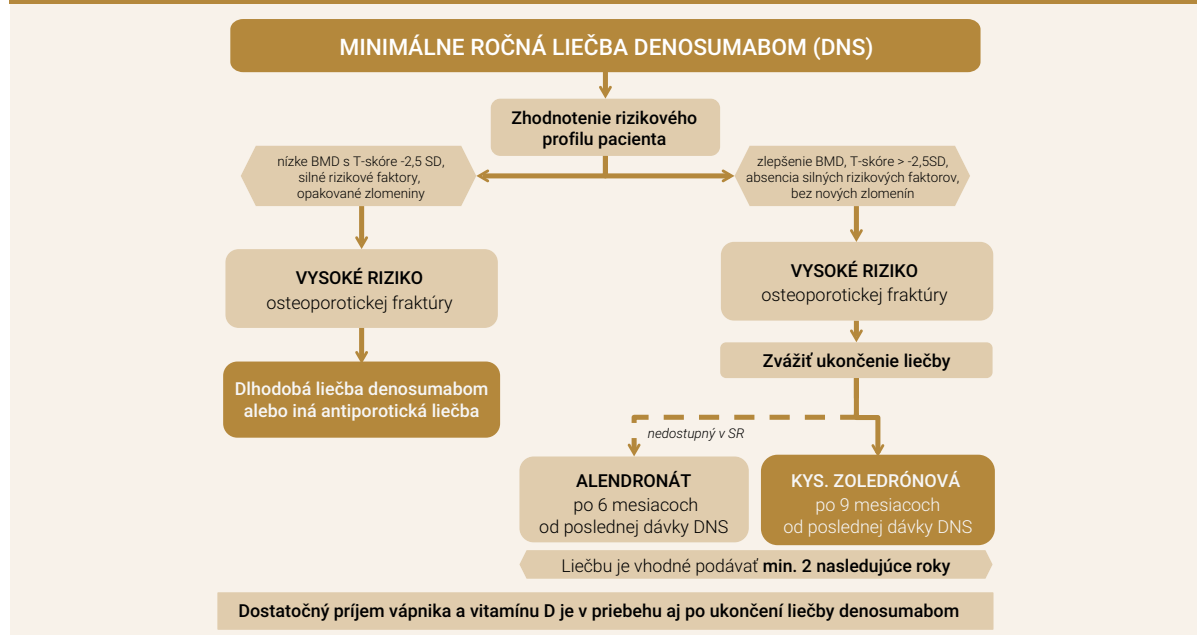 MINIMÁLNE ROČNÁ LIEČBA DENOSUMABOM (DNS)
Zhodnotenie rizikového
profilu pacienta
nízke BMD s T-skóre -2,5 SD,
silné rizikové faktory,
opakované zlomeniny
zlepšenie BMD, T-skóre > -2,5SD,
absencia silných rizikových faktorov,
bez nových zlomenín
VYSOKÉ RIZIKO
osteoporotickej fraktúry
VYSOKÉ RIZIKO
osteoporotickej fraktúry
Dlhodobá liečba denosumabom
alebo iná antiporotická liečba
Zvážiť ukončenie liečby
nedostupný v SR
ALENDRONÁT
po 6 mesiacoch
od poslednej dávky DNS
KYS. ZOLEDRÓNOVÁ
po 9 mesiacoch
od poslednej dávky DNS
Liečbu je vhodné podávať min. 2 nasledujúce roky
Dostatočný príjem vápnika a vitamínu D je v priebehu aj po ukončení liečby denosumabom